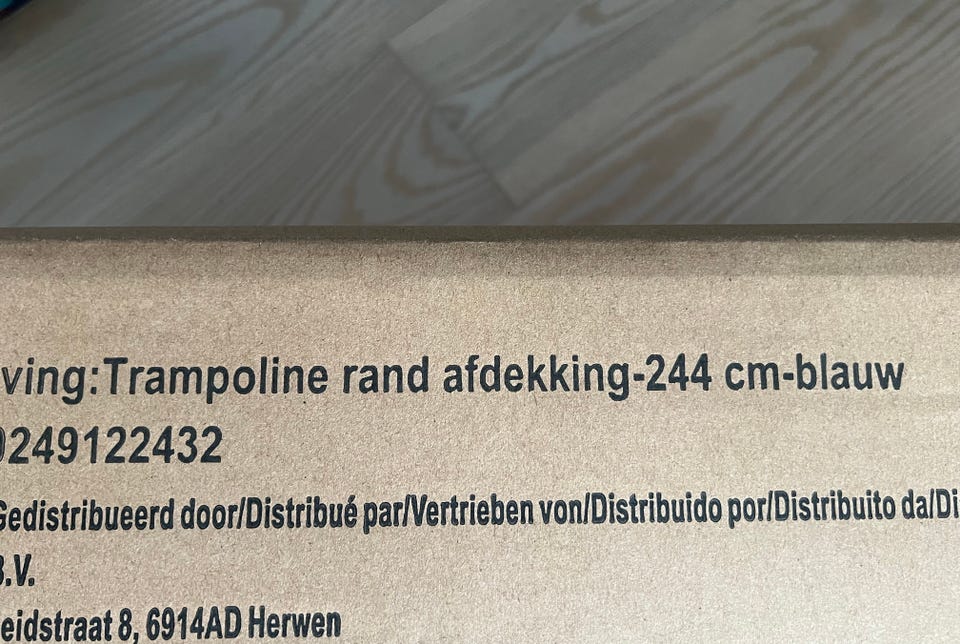 ving:Trampoline rand afdekking-244 cm-blauw
0249122432
Gedistribueerd door/Distribué par/Vertrieben von/Distribuido por/Distribuito da/Di
B.V.
eidstraat 8, 6914AD Herwen